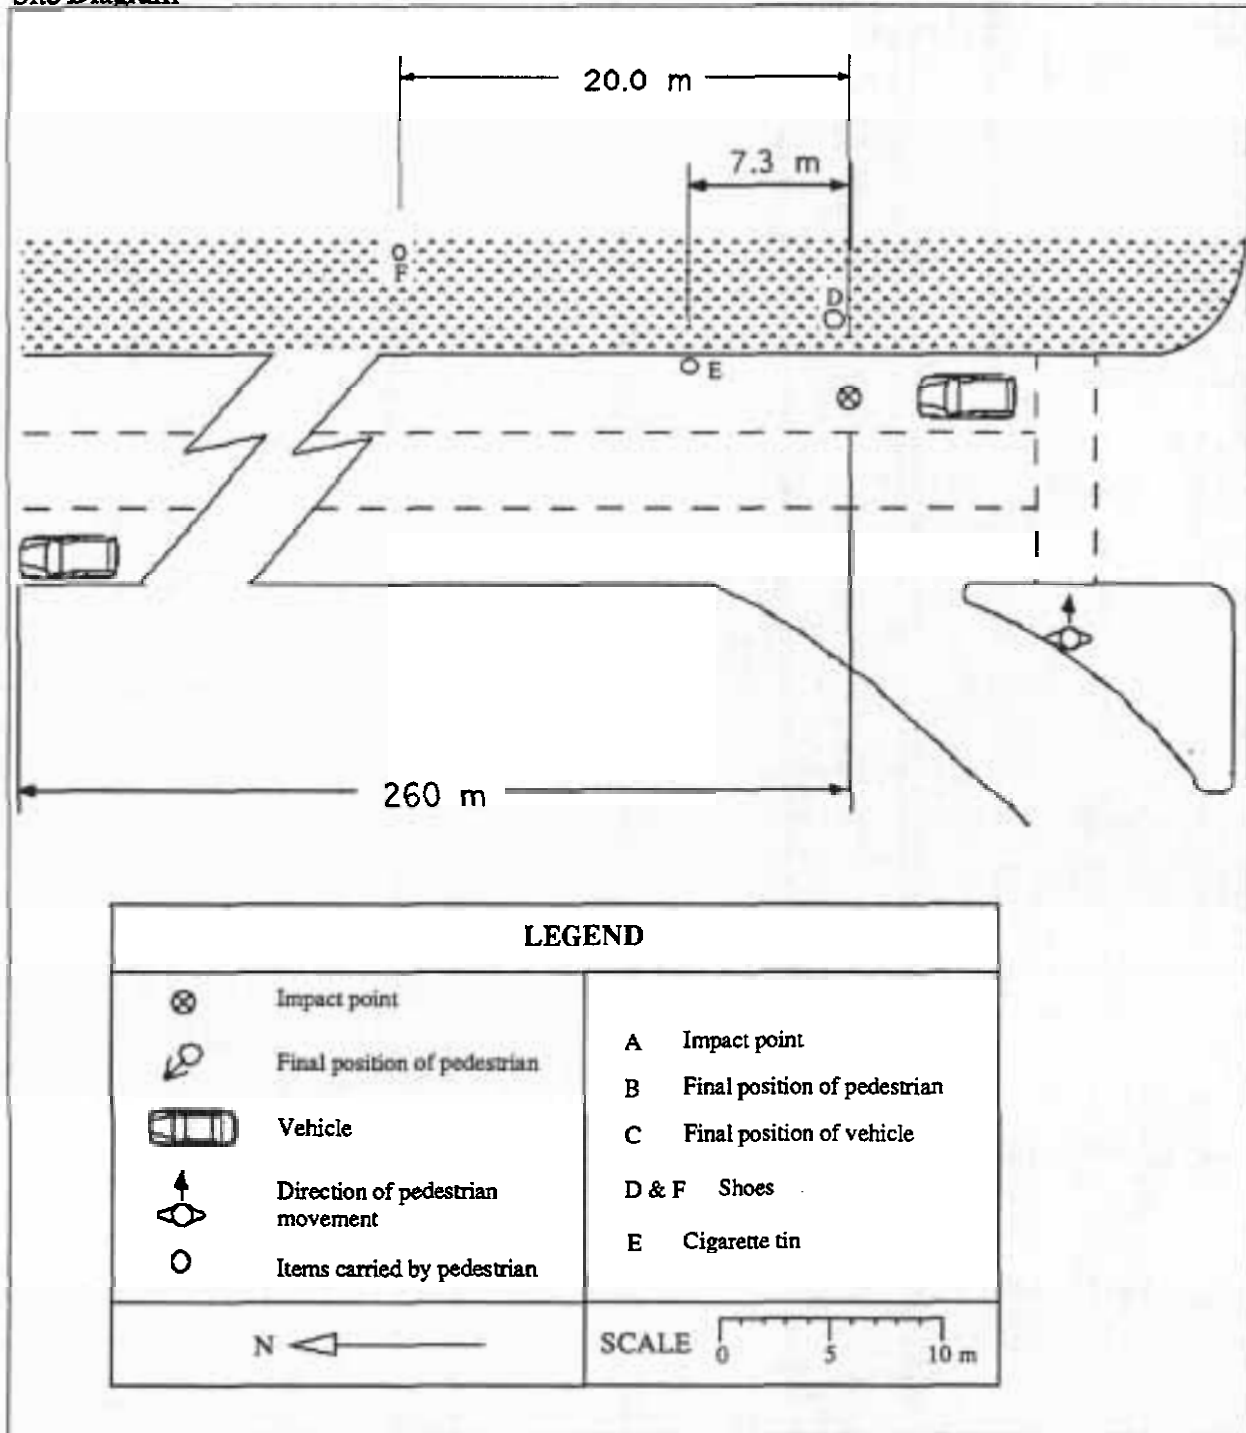 Site Diagram
20.0 m
7.3 m
F
D
E
260 m
LEGEND
Impact point
Final position of pedestrian
Vehicle
Direction of pedestrian
movement
Items carried by pedestrian
A Impact point
B Final position of pedestrian
C Final position of vehicle
D & F Shoes
E Cigarette tin
N
SCALE
0 5 10 m